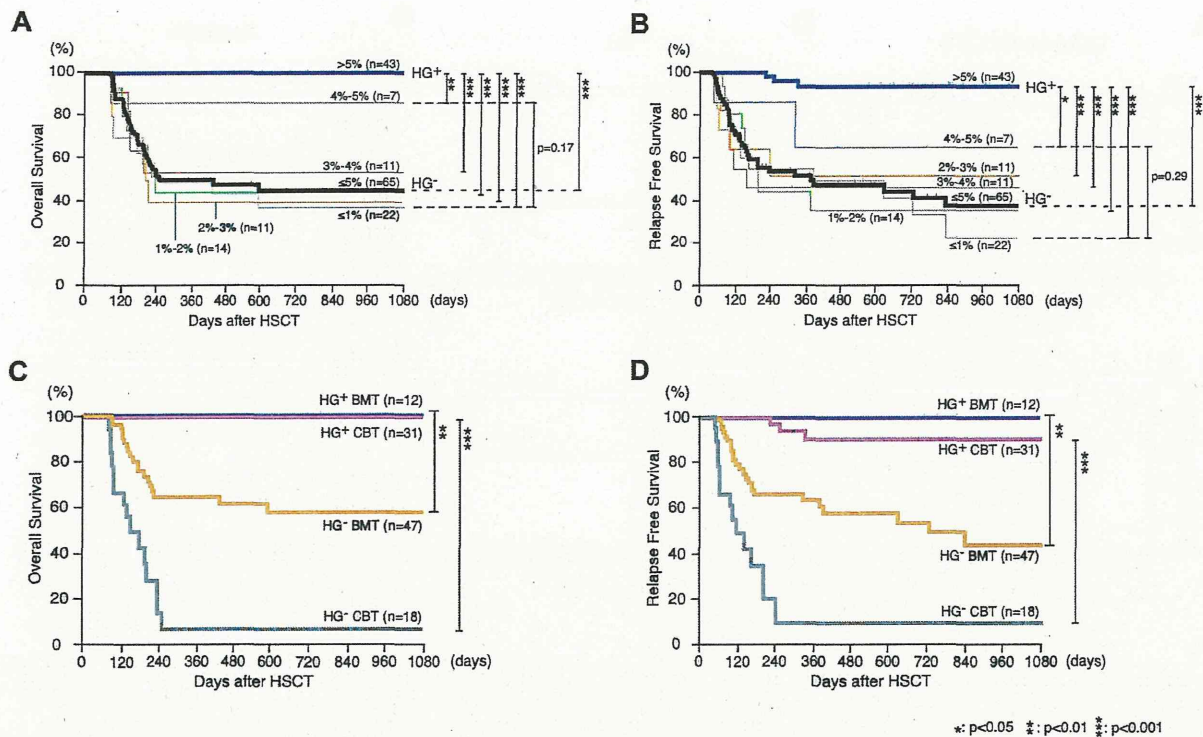 A
(%)
100
80
60
40
20
0
Overall Survival
>5% (n=43)
HG+
4%-5% (n=7)
3%-4% (n=11)
≤5% (n=65)
HG-
≤1% (n=22)
2%-3% (n=11)
1%-2% (n=14)
**
***
***
***
***
***
p=0.17
0 120 240 360 480 600 720 840 960 1080 (days)
Days after HSCT
B
(%)
100
80
60
40
20
0
Relapse Free Survival
>5% (n=43)
HG+
4%-5% (n=7)
2%-3% (n=11)
3%-4% (n=11)
≤5% (n=65)
HG-
1%-2% (n=14)
≤1% (n=22)
*
***
***
***
***
***
p=0.29
0 120 240 360 480 600 720 840 960 1080 (days)
Days after HSCT
C
(%)
100
80
60
40
20
0
Overall Survival
HG+ BMT (n=12)
HG+ CBT (n=31)
HG- BMT (n=47)
HG- CBT (n=18)
**
***
0 120 240 360 480 600 720 840 960 1080 (days)
Days after HSCT
D
(%)
100
80
60
40
20
0
Relapse Free Survival
HG+ BMT (n=12)
HG+ CBT (n=31)
HG- BMT (n=47)
HG- CBT (n=18)
**
***
0 120 240 360 480 600 720 840 960 1080 (days)
Days after HSCT
*: p<0.05 **: p<0.01 ***: p<0.001